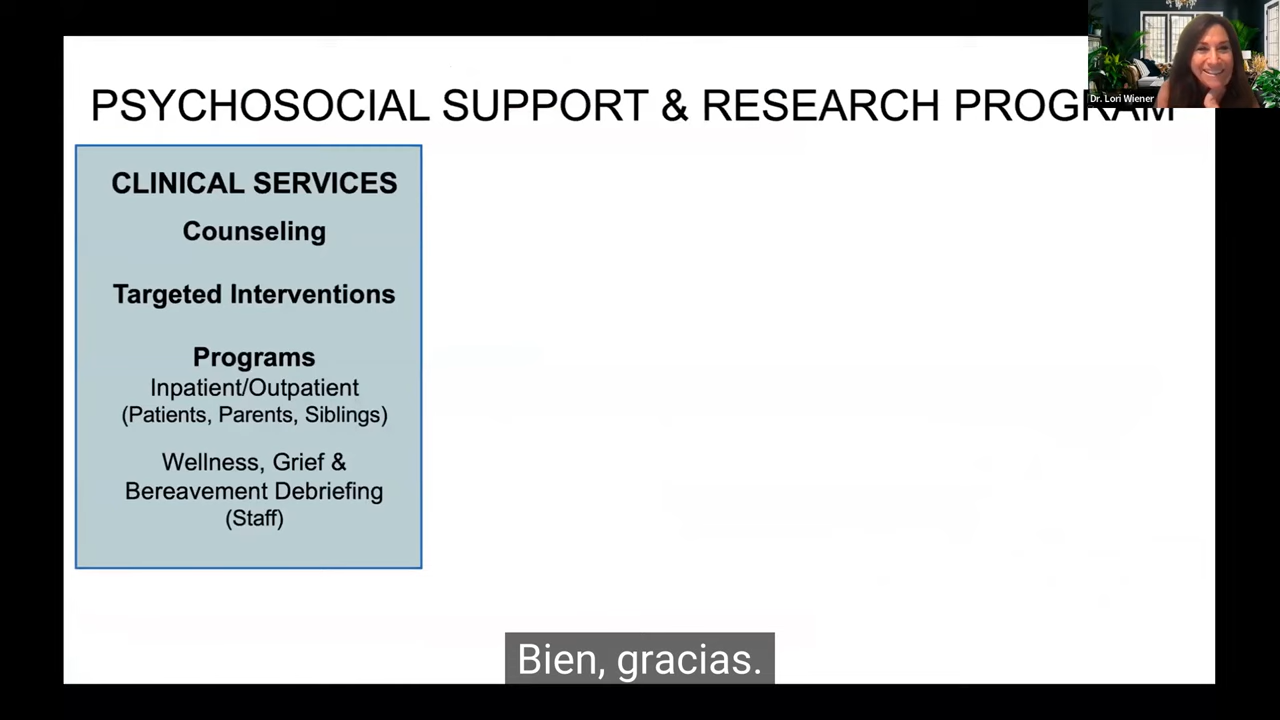 PSYCHOSOCIAL SUPPORT & RESEARCH PROGRAM
Dr. Lori Wiener
CLINICAL SERVICES
Counseling
Targeted Interventions
Programs
Inpatient/Outpatient
(Patients, Parents, Siblings)
Wellness, Grief &
Bereavement Debriefing
(Staff)
Bien, gracias.